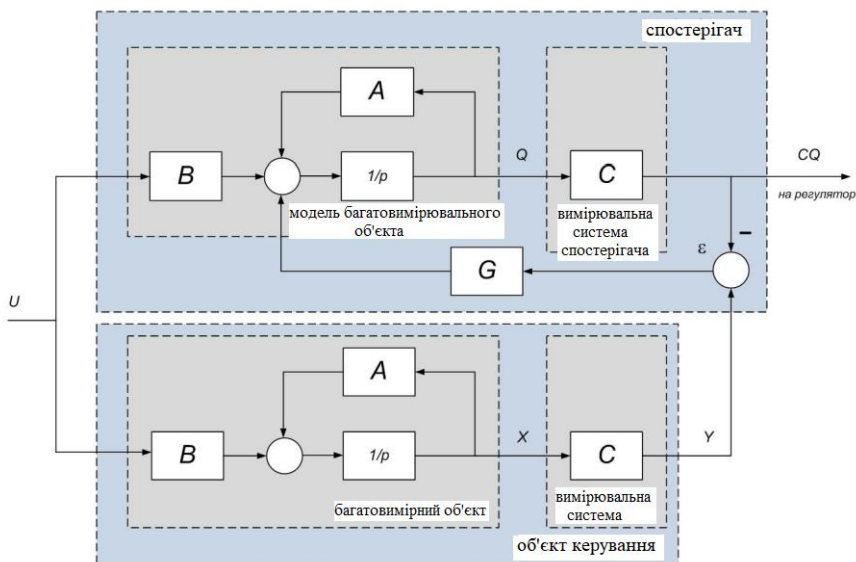 спостерігач
A
B
1/p
Q
C
CQ
на регулятор
модель багатовимірювального
об'єкта
вимірювальна
система
спостерігача
ε
–
G
U
A
B
1/p
X
C
Y
багатовимірний об'єкт
вимірювальна
система
об'єкт керування